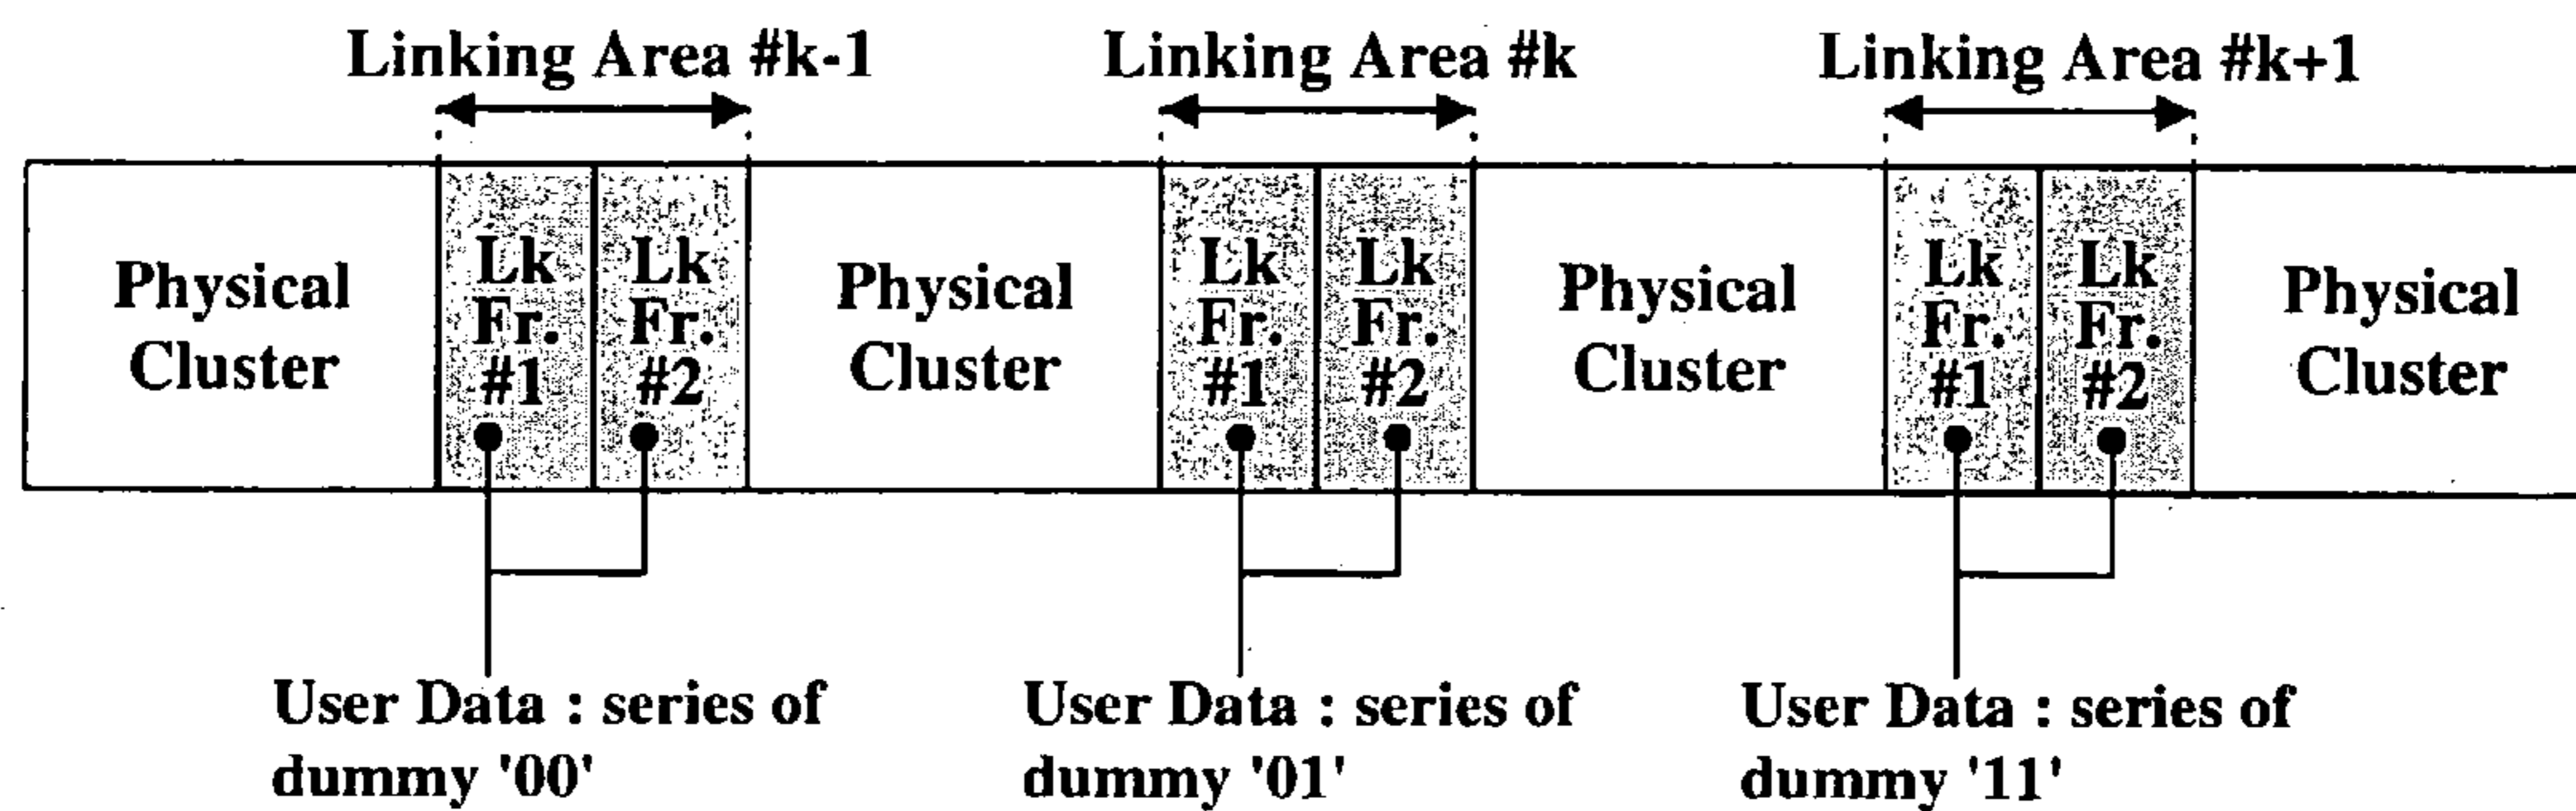 Linking Area #k-1
Linking Area #k
Linking Area #k+1
Physical
Cluster
Lk
Fr.
#1
Lk
Fr.
#2
Physical
Cluster
Lk
Fr.
#1
Lk
Fr.
#2
Physical
Cluster
Lk
Fr.
#1
Lk
Fr.
#2
Physical
Cluster
User Data : series of
dummy '00'
User Data : series of
dummy '01'
User Data : series of
dummy '11'